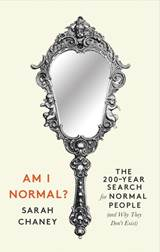 AM I
NORMAL?
SARAH
CHANEY
THE
200-YEAR
SEARCH
for NORMAL
PEOPLE
(and Why They
Don't Exist)